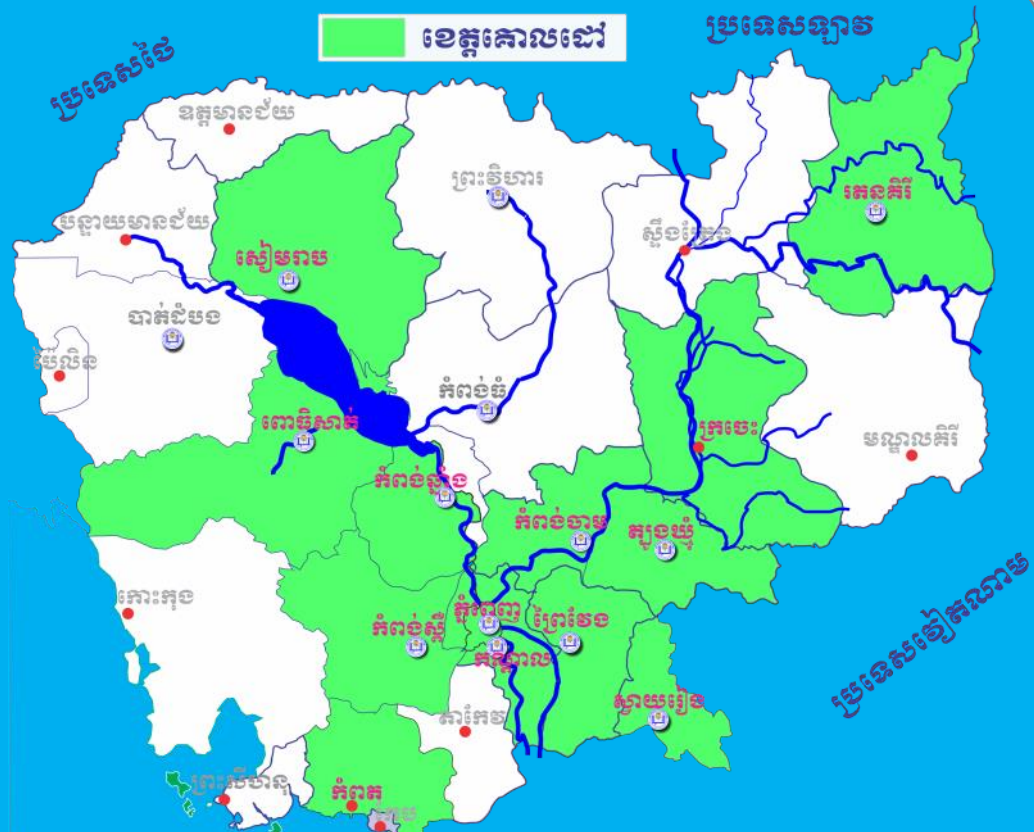 ខេត្តគោលដៅ
ប្រទេសឡាវ
ប្រទេសថៃ
ឧត្តមានជ័យ
ព្រះវិហារ
រតនគិរី
បន្ទាយមានជ័យ
ស្ទឹងត្រែង
សៀមរាប
បាត់ដំបង
ប៉ៃលិន
កំពង់ធំ
ពោធិសាត់
ក្រចេះ
មណ្ឌលគិរី
កំពង់ឆ្នាំង
កំពង់ចាម
ត្បូងឃ្មុំ
កោះកុង
ភ្នំពេញ
កំពង់ស្ពឺ
ព្រៃវែង
កណ្តាល
ប្រទេសវៀតណាម
ស្វាយរៀង
តាកែវ
ព្រះសីហនុ
កំពត
កែប